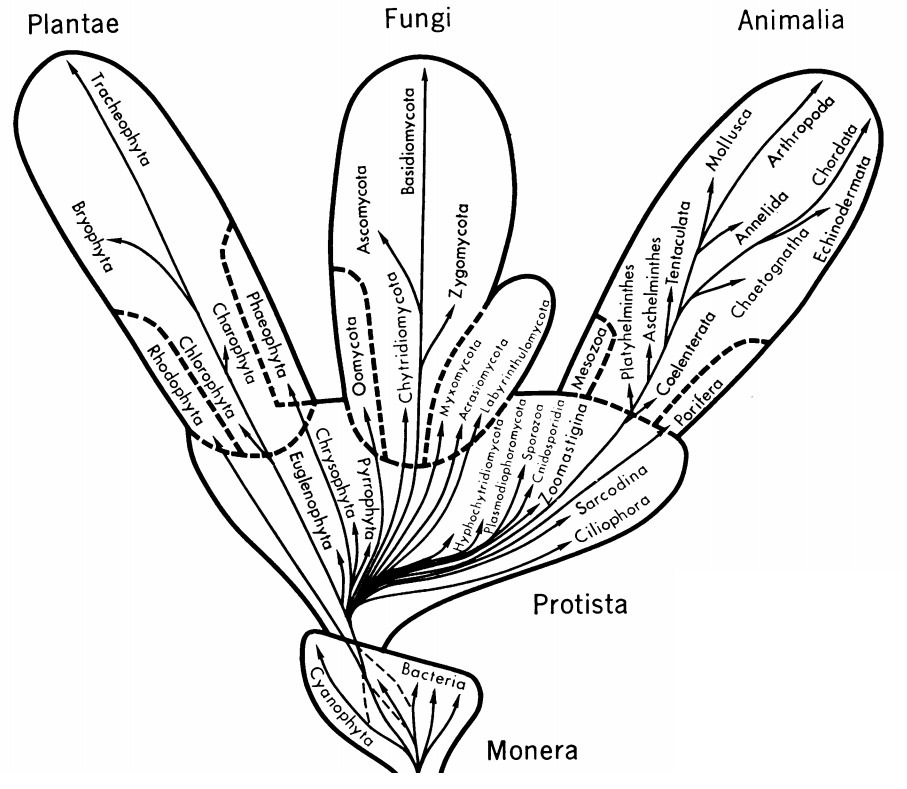 Plantae
Fungi
Animalia
Tracheophyta
Bryophyta
Charophyta
Phaeophyta
Chlorophyta
Rhodophyta
Basidiomycota
Ascomycota
Zygomycota
Oomycota
Chytridiomycota
Myxomycota
Acrasiomycota
Labyrinthulomycota
Mollusca
Arthropoda
Chordata
Annelida
Echinodermata
Chaetognatha
Tentaculata
Aschelminthes
Platyhelminthes
Mesozoa
Coelenterata
Porifera
Euglenophyta
Chrysophyta
Pyrrophyta
Hyphochytridiomycota
Plasmodiophoromycota
Sporozoa
Cnidosporidia
Zoomastigina
Sarcodina
Ciliophora
Protista
Cyanophyta
Bacteria
Monera